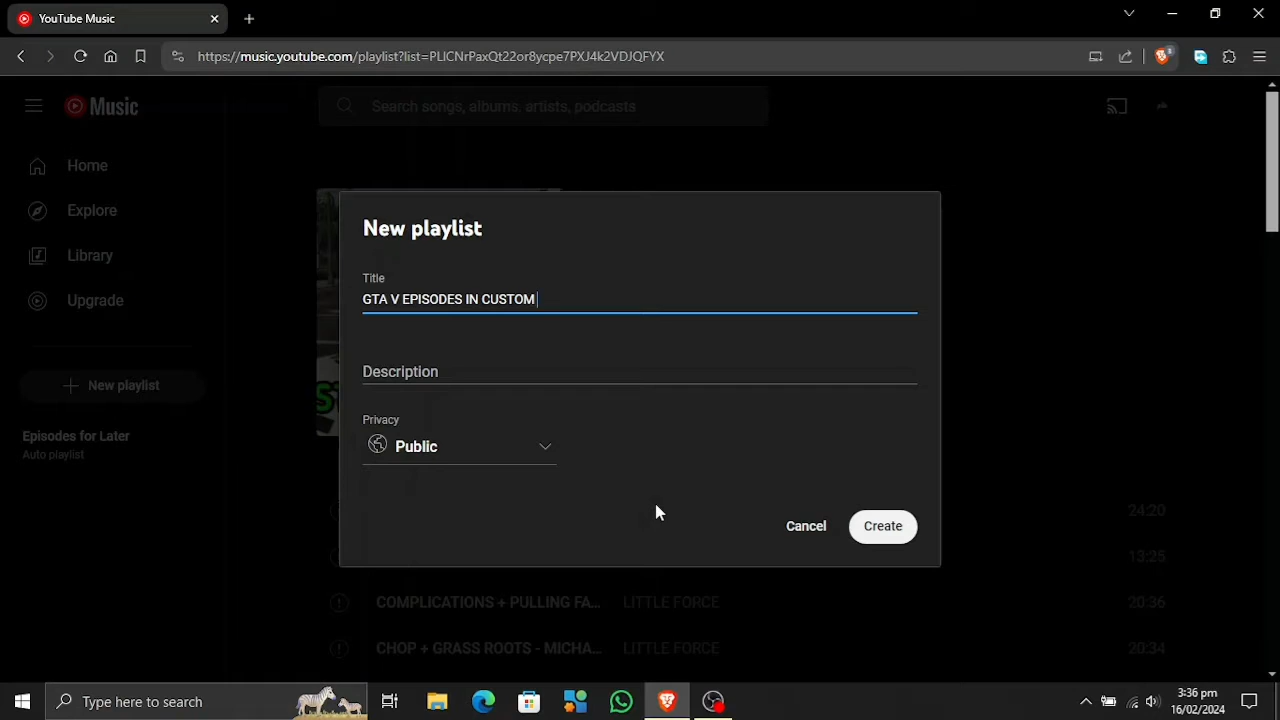 YouTube Music
https://music.youtube.com/playlist?list=PLICNrPaxOt22or8ycpe7PXJ4k2VDJQFYX
Music
Search songs, albums, artists, podcasts
Home
Explore
Library
Upgrade
New playlist
Episodes for Later
Auto playlist
New playlist
Title
GTA V EPISODES IN CUSTOM
Description
Privacy
Public
Cancel Create
24:20
13:25
COMPLICATIONS + PULLING FA... LITTLE FORCE 20:36
CHOP + GRASS ROOTS - MICHA... LITTLE FORCE 20:34
Type here to search
3:36 pm
16/02/2024